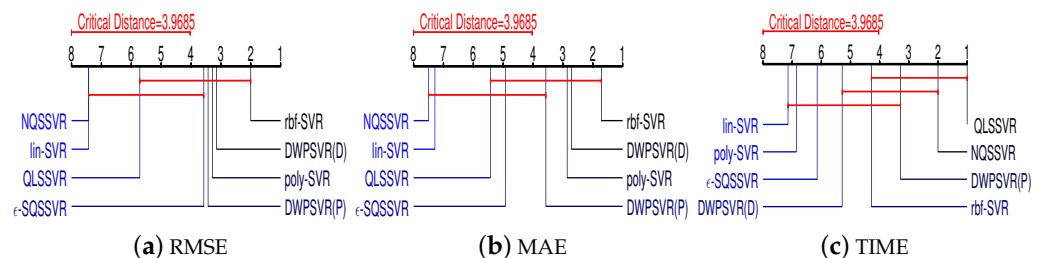 Critical Distance=3.9685
8 7 6 5 4 3 2 1
NQSSVR
lin-SVR
QLSSVR
ϵ-SQSSVR
rbf-SVR
DWPSVR(D)
poly-SVR
DWPSVR(P)
(a) RMSE
Critical Distance=3.9685
8 7 6 5 4 3 2 1
NQSSVR
lin-SVR
QLSSVR
ϵ-SQSSVR
rbf-SVR
DWPSVR(D)
poly-SVR
DWPSVR(P)
(b) MAE
Critical Distance=3.9685
8 7 6 5 4 3 2 1
lin-SVR
poly-SVR
ϵ-SQSSVR
DWPSVR(D)
QLSSVR
NQSSVR
DWPSVR(P)
rbf-SVR
(c) TIME